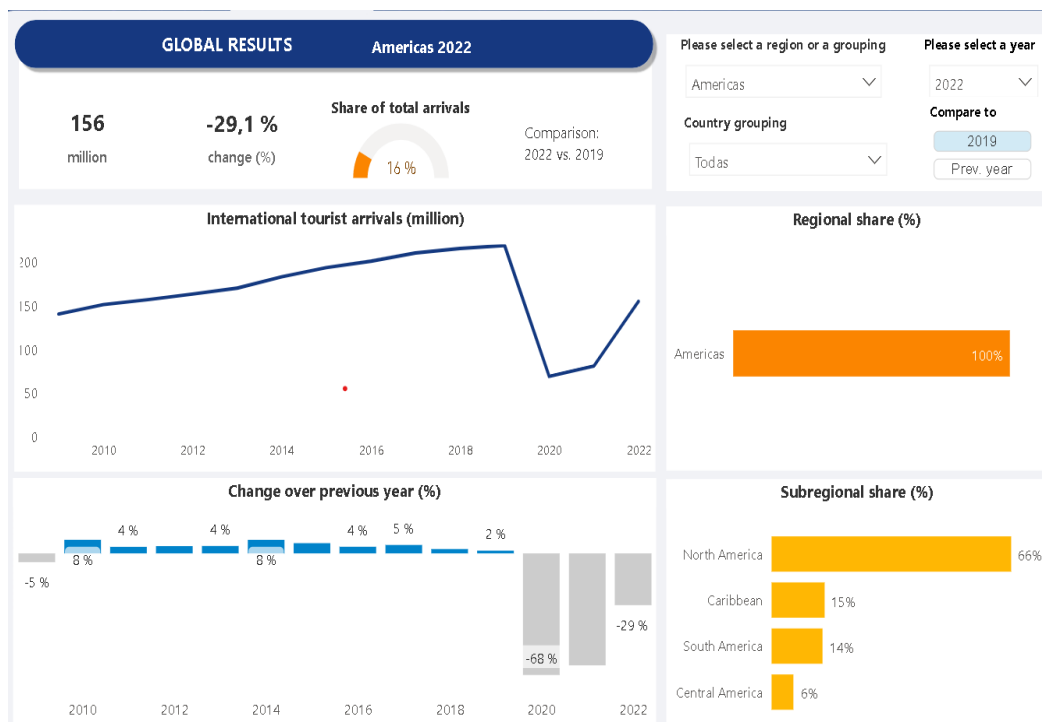 GLOBAL RESULTS
Americas 2022
156
million
-29,1 %
change (%)
Share of total arrivals
16 %
Comparison:
2022 vs. 2019
Please select a region or a grouping
Americas
Country grouping
Todas
Please select a year
2022
Compare to
2019
Prev. year
International tourist arrivals (million)
200
150
100
50
0
2010 2012 2014 2016 2018 2020 2022
Regional share (%)
Americas
100%
Change over previous year (%)
-5 %
8 %
4 %
4 %
8 %
4 %
5 %
2 %
-68 %
-29 %
2010 2012 2014 2016 2018 2020 2022
Subregional share (%)
North America 66%
Caribbean 15%
South America 14%
Central America 6%